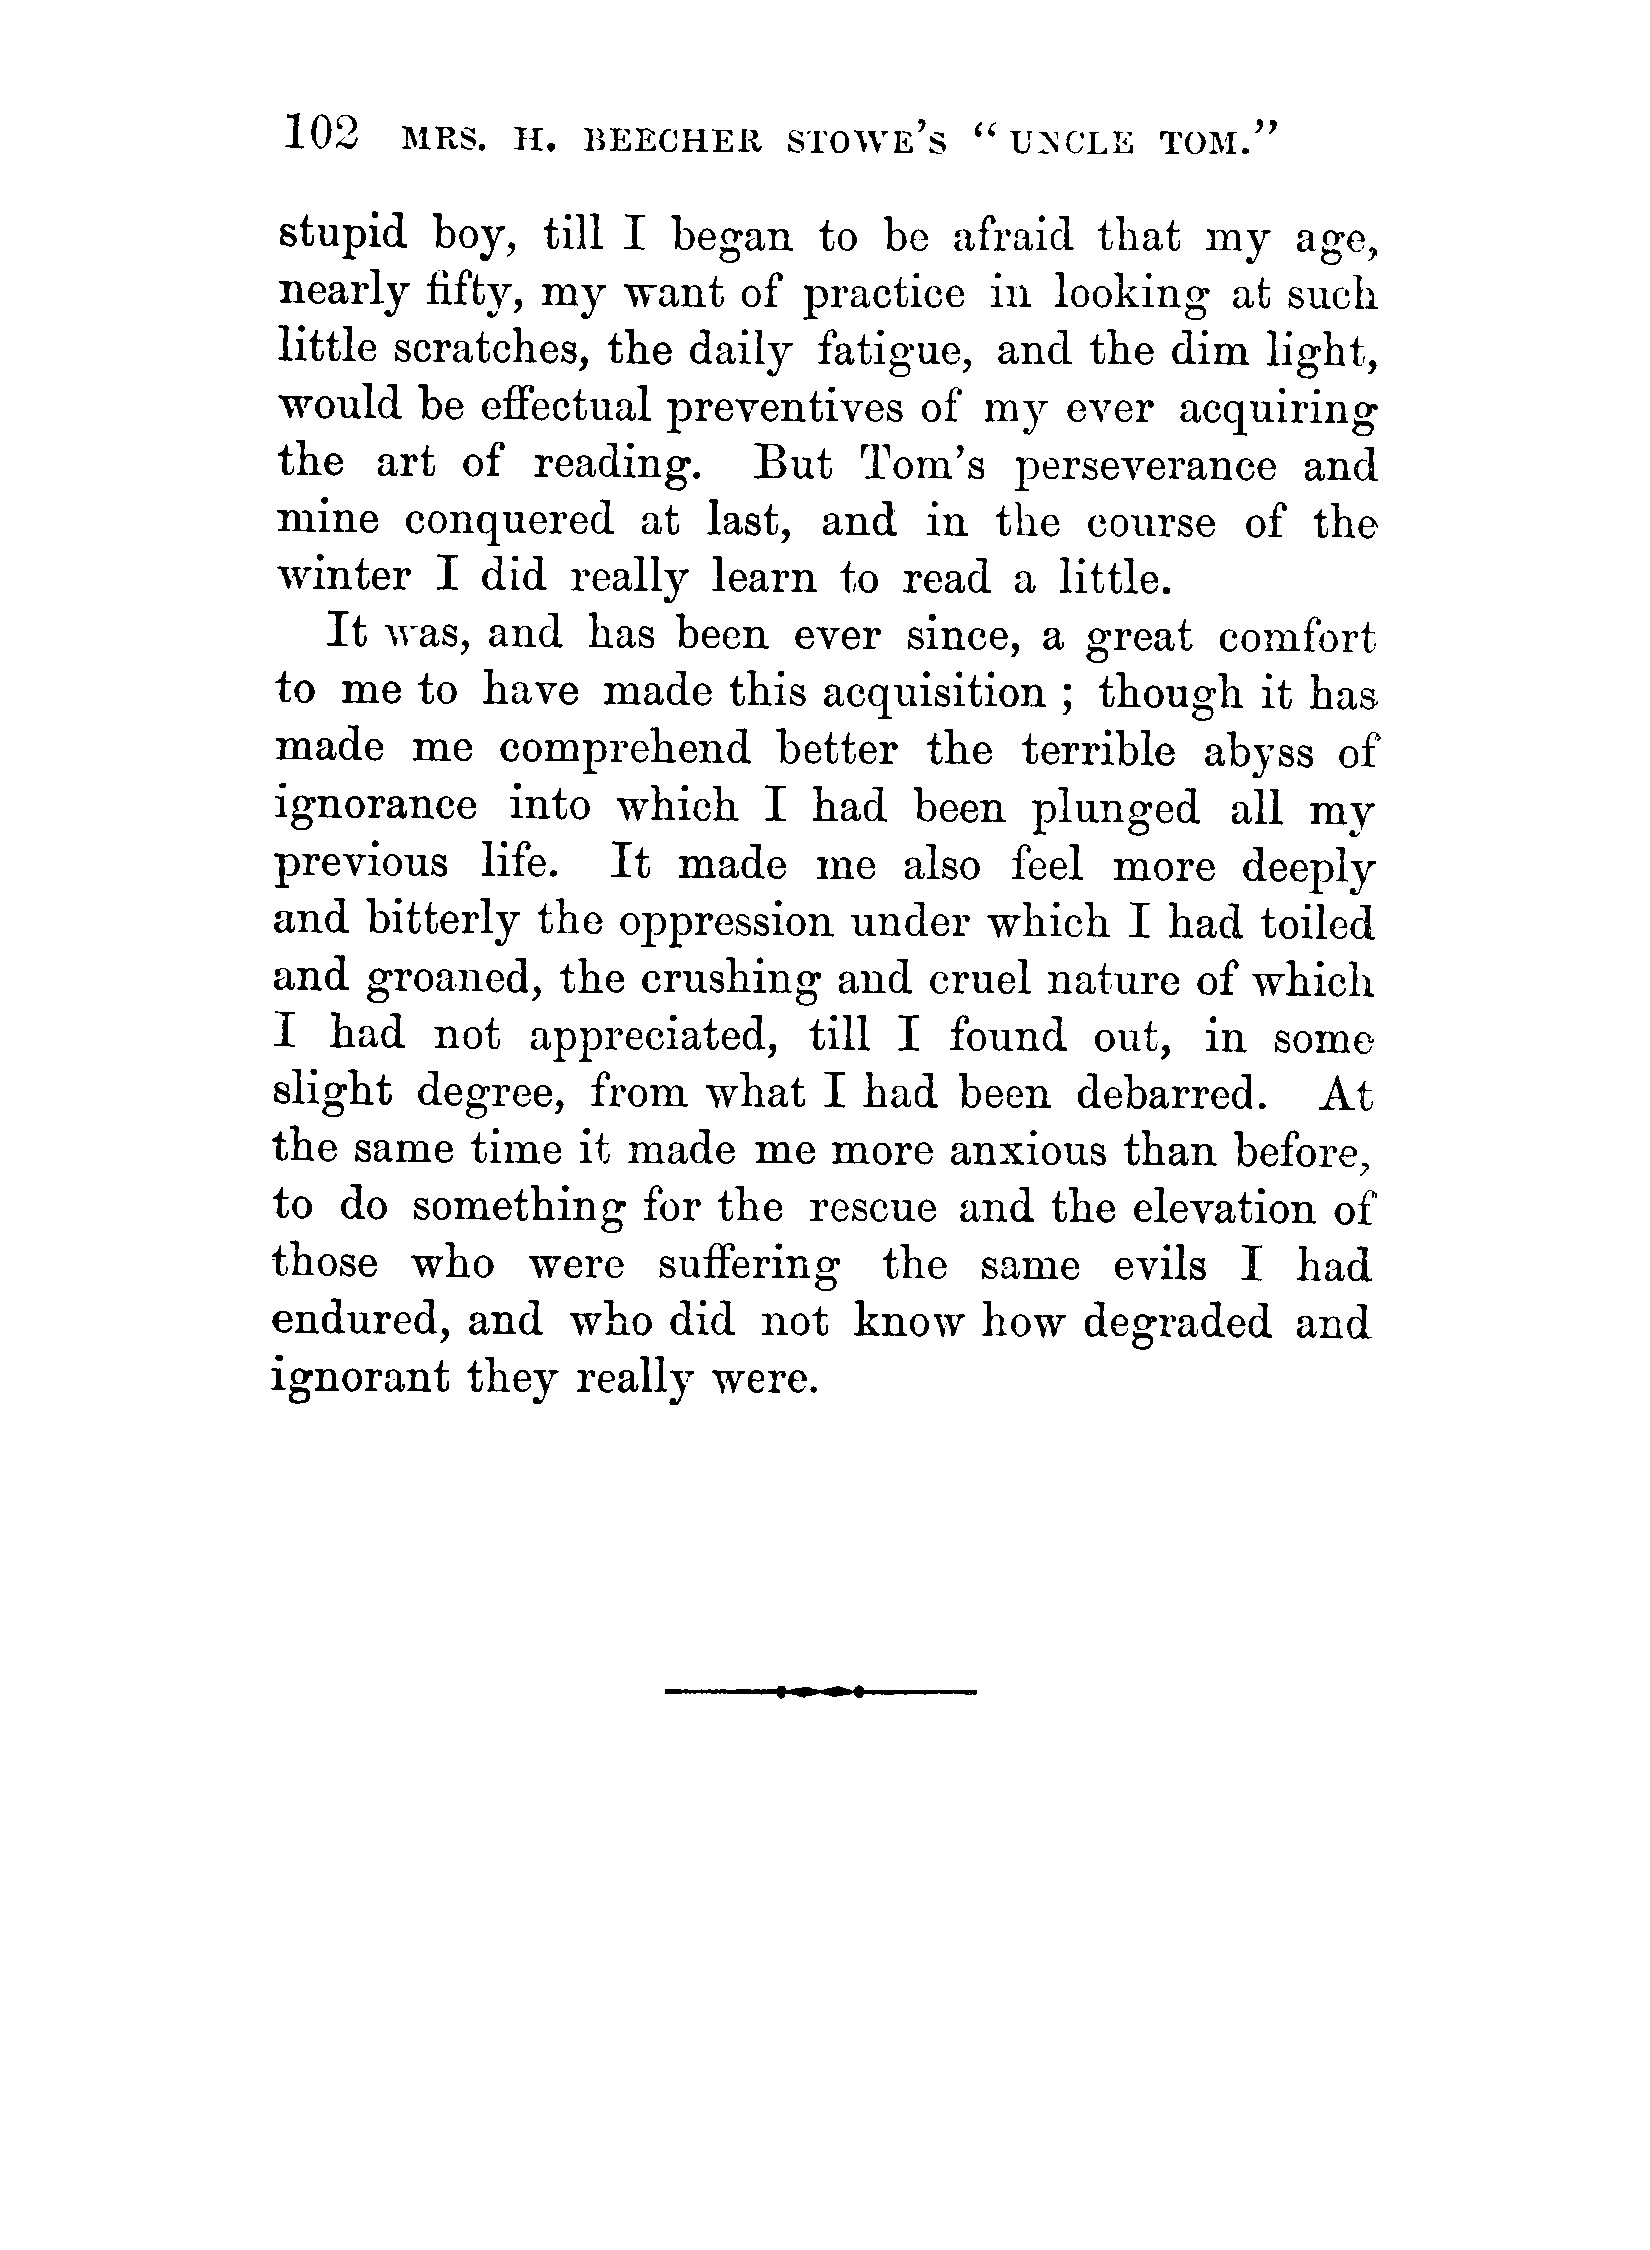 102 MRS. H. BEECHER STOWE'S "UNCLE TOM."
stupid boy, till I began to be afraid that my age,
nearly fifty, my want of practice in looking at such
little scratches, the daily fatigue, and the dim light,
would be effectual preventives of my ever acquiring
the art of reading. But Tom's perseverance and
mine conquered at last, and in the course of the
winter I did really learn to read a little.
It was, and has been ever since, a great comfort
to me to have made this acquisition ; though it has
made me comprehend better the terrible abyss of
ignorance into which I had been plunged all my
previous life. It made me also feel more deeply
and bitterly the oppression under which I had toiled
and groaned, the crushing and cruel nature of which
I had not appreciated, till I found out, in some
slight degree, from what I had been debarred. At
the same time it made me more anxious than before,
to do something for the rescue and the elevation of
those who were suffering the same evils I had
endured, and who did not know how degraded and
ignorant they really were.